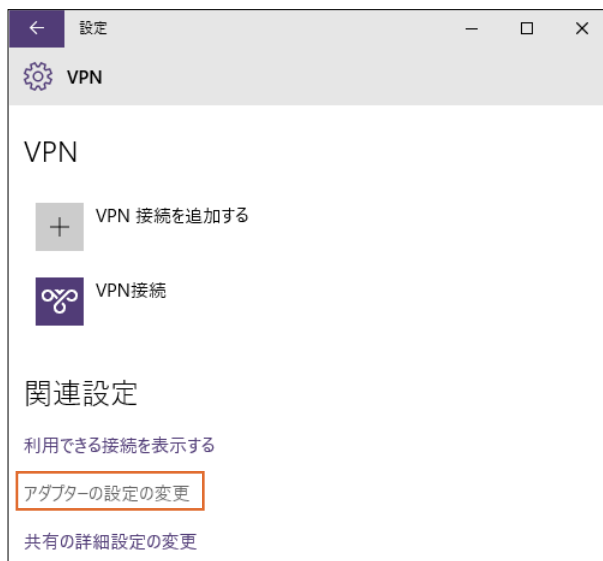 設定
VPN
VPN
VPN 接続を追加する
VPN接続
関連設定
利用できる接続を表示する
アダプターの設定の変更
共有の詳細設定の変更